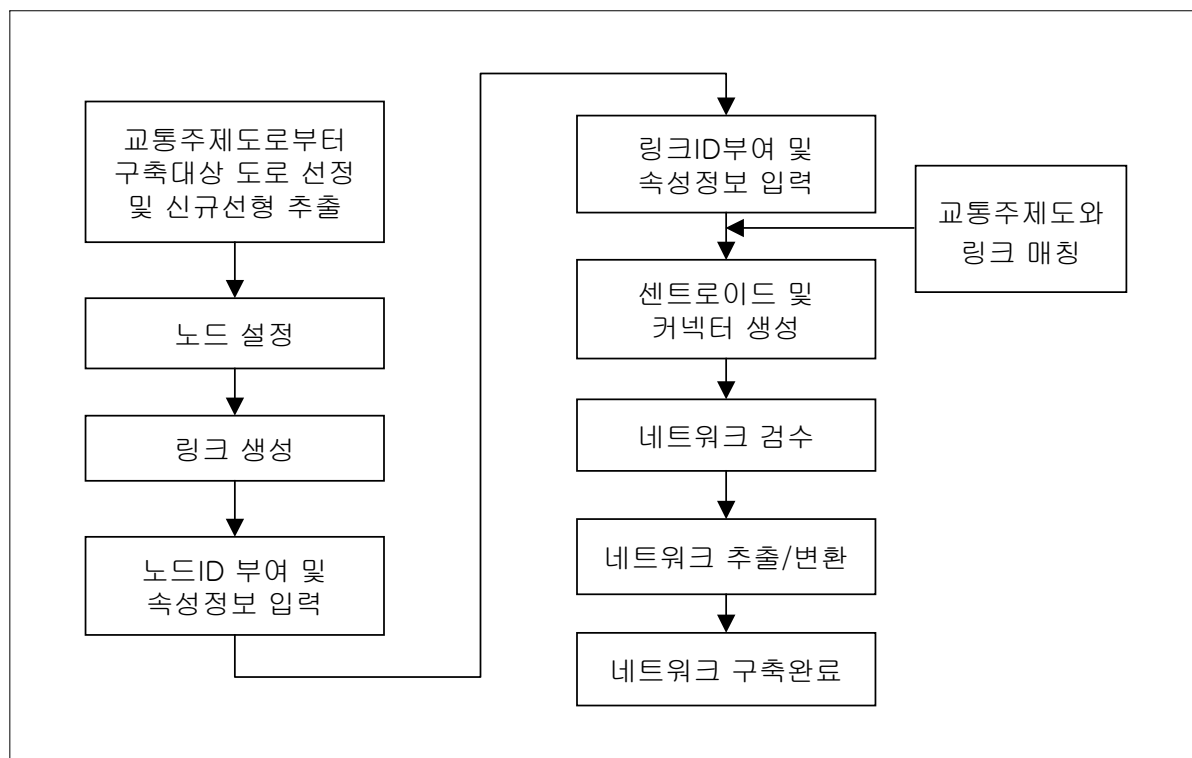 교통주제도로부터
구축대상 도로 선정
및 신규선형 추출
노드 설정
링크 생성
노드ID 부여 및
속성정보 입력
링크ID부여 및
속성정보 입력
교통주제도와
링크 매칭
센트로이드 및
커넥터 생성
네트워크 검수
네트워크 추출/변환
네트워크 구축완료